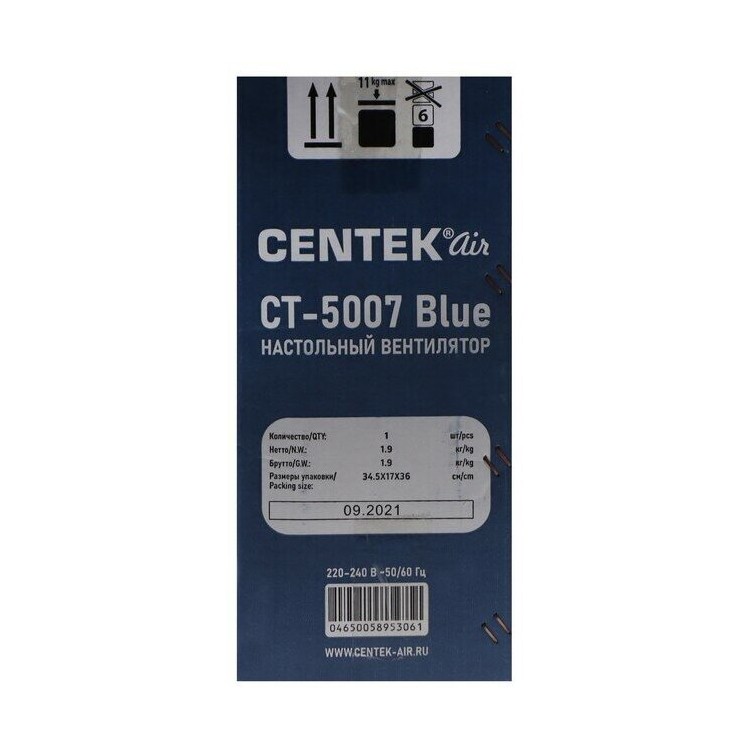 11 kg max
6
CENTEK® air
CT-5007 Blue
НАСТОЛЬНЫЙ ВЕНТИЛЯТОР
Количество/QTY: 1 шт/pcs
Нетто/N.W.: 1.9 кг/kg
Брутто/G.W.: 1.9 кг/kg
Размеры упаковки/ 34.5X17X36 см/cm
Packing size:
09.2021
220-240 В ~50/60 Гц
04650058953061
WWW.CENTEK-AIR.RU